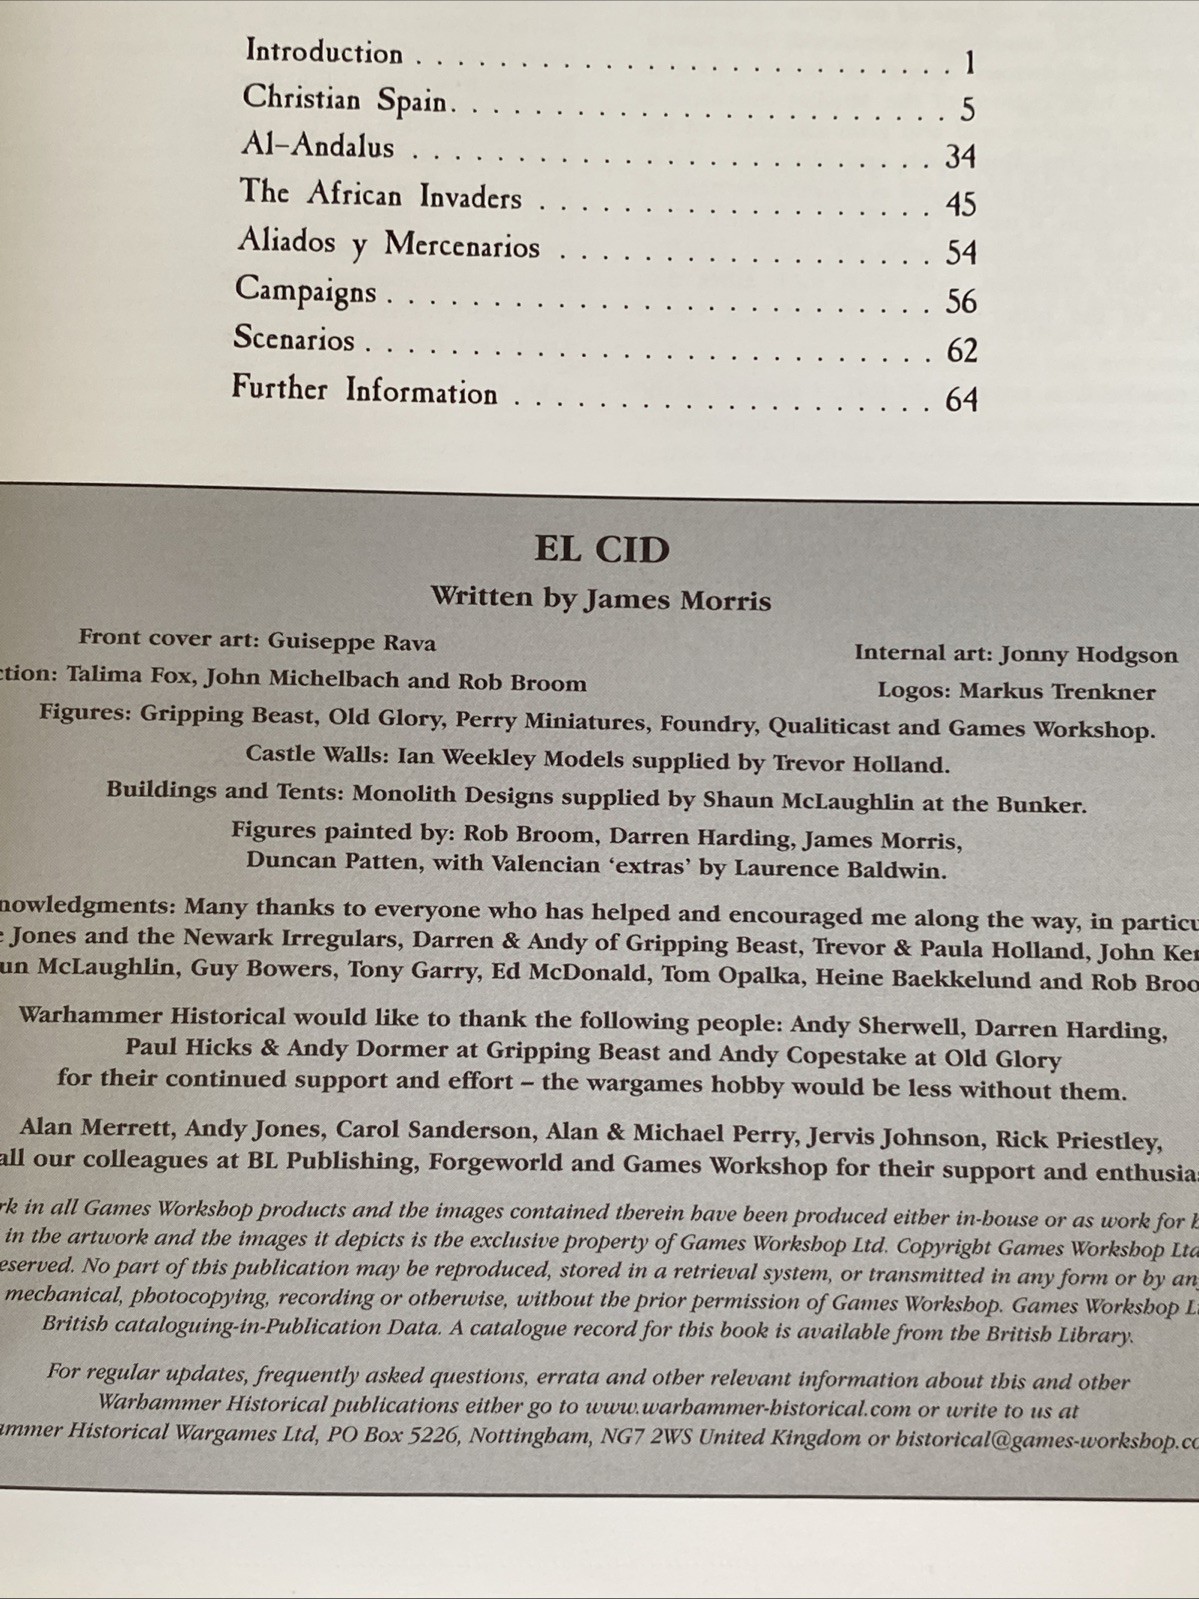 Introduction . . . . . . . . . . . . . . . . . . . . . . . . . . 1
Christian Spain. . . . . . . . . . . . . . . . . . . . . . . . 5
Al-Andalus . . . . . . . . . . . . . . . . . . . . . . . . . 34
The African Invaders . . . . . . . . . . . . . . . . . . . 45
Aliados y Mercenarios . . . . . . . . . . . . . . . . . . 54
Campaigns . . . . . . . . . . . . . . . . . . . . . . . . . . 56
Scenarios . . . . . . . . . . . . . . . . . . . . . . . . . . . 62
Further Information . . . . . . . . . . . . . . . . . . . . 64
EL CID
Written by James Morris
Front cover art: Guiseppe Rava
Internal art: Jonny Hodgson
ction: Talima Fox, John Michelbach and Rob Broom
Logos: Markus Trenkner
Figures: Gripping Beast, Old Glory, Perry Miniatures, Foundry, Qualiticast and Games Workshop.
Castle Walls: Ian Weekley Models supplied by Trevor Holland.
Buildings and Tents: Monolith Designs supplied by Shaun McLaughlin at the Bunker.
Figures painted by: Rob Broom, Darren Harding, James Morris,
Duncan Patten, with Valencian ‘extras’ by Laurence Baldwin.
nowledgments: Many thanks to everyone who has helped and encouraged me along the way, in particu
e Jones and the Newark Irregulars, Darren & Andy of Gripping Beast, Trevor & Paula Holland, John Ker
un McLaughlin, Guy Bowers, Tony Garry, Ed McDonald, Tom Opalka, Heine Baekkelund and Rob Broo
Warhammer Historical would like to thank the following people: Andy Sherwell, Darren Harding,
Paul Hicks & Andy Dormer at Gripping Beast and Andy Copestake at Old Glory
for their continued support and effort – the wargames hobby would be less without them.
Alan Merrett, Andy Jones, Carol Sanderson, Alan & Michael Perry, Jervis Johnson, Rick Priestley,
all our colleagues at BL Publishing, Forgeworld and Games Workshop for their support and enthusia
rk in all Games Workshop products and the images contained therein have been produced either in-house or as work for h
in the artwork and the images it depicts is the exclusive property of Games Workshop Ltd. Copyright Games Workshop Ltd
eserved. No part of this publication may be reproduced, stored in a retrieval system, or transmitted in any form or by any
mechanical, photocopying, recording or otherwise, without the prior permission of Games Workshop. Games Workshop Lt
British cataloguing-in-Publication Data. A catalogue record for this book is available from the British Library.
For regular updates, frequently asked questions, errata and other relevant information about this and other
Warhammer Historical publications either go to www.warhammer-historical.com or write to us at
ammer Historical Wargames Ltd, PO Box 5226, Nottingham, NG7 2WS United Kingdom or historical@games-workshop.co